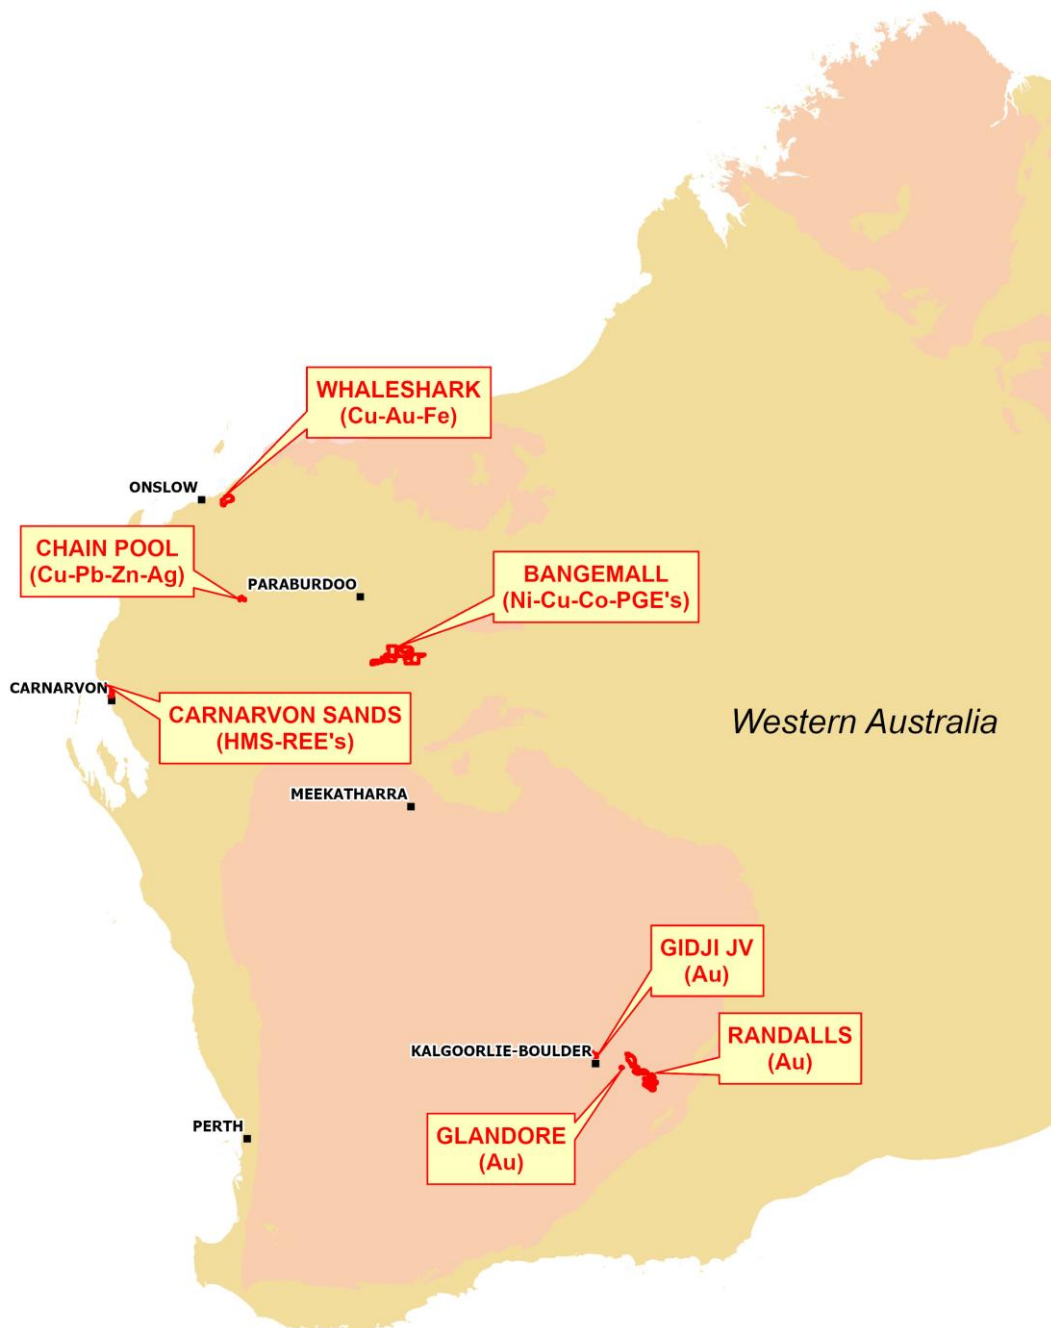 WHALESHARK
(Cu-Au-Fe)
ONSLOW
CHAIN POOL
(Cu-Pb-Zn-Ag)
PARABURDOO
BANGEMALL
(Ni-Cu-Co-PGE's)
CARNARVON
CARNARVON SANDS
(HMS-REE's)
Western Australia
MEEKATHARRA
GIDJI JV
(Au)
KALGOORLIE-BOULDER
RANDALLS
(Au)
PERTH
GLANDORE
(Au)